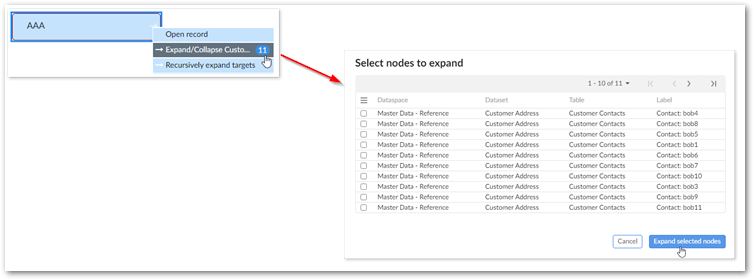 AAA
Open record
Expand/Collapse Custo... 11
Recursively expand targets
Select nodes to expand
1 - 10 of 11
Dataspace Dataset Table Label
Master Data - Reference Customer Address Customer Contacts Contact: bob4
Master Data - Reference Customer Address Customer Contacts Contact: bob8
Master Data - Reference Customer Address Customer Contacts Contact: bob5
Master Data - Reference Customer Address Customer Contacts Contact: bob1
Master Data - Reference Customer Address Customer Contacts Contact: bob6
Master Data - Reference Customer Address Customer Contacts Contact: bob7
Master Data - Reference Customer Address Customer Contacts Contact: bob10
Master Data - Reference Customer Address Customer Contacts Contact: bob3
Master Data - Reference Customer Address Customer Contacts Contact: bob9
Master Data - Reference Customer Address Customer Contacts Contact: bob11
Cancel Expand selected nodes